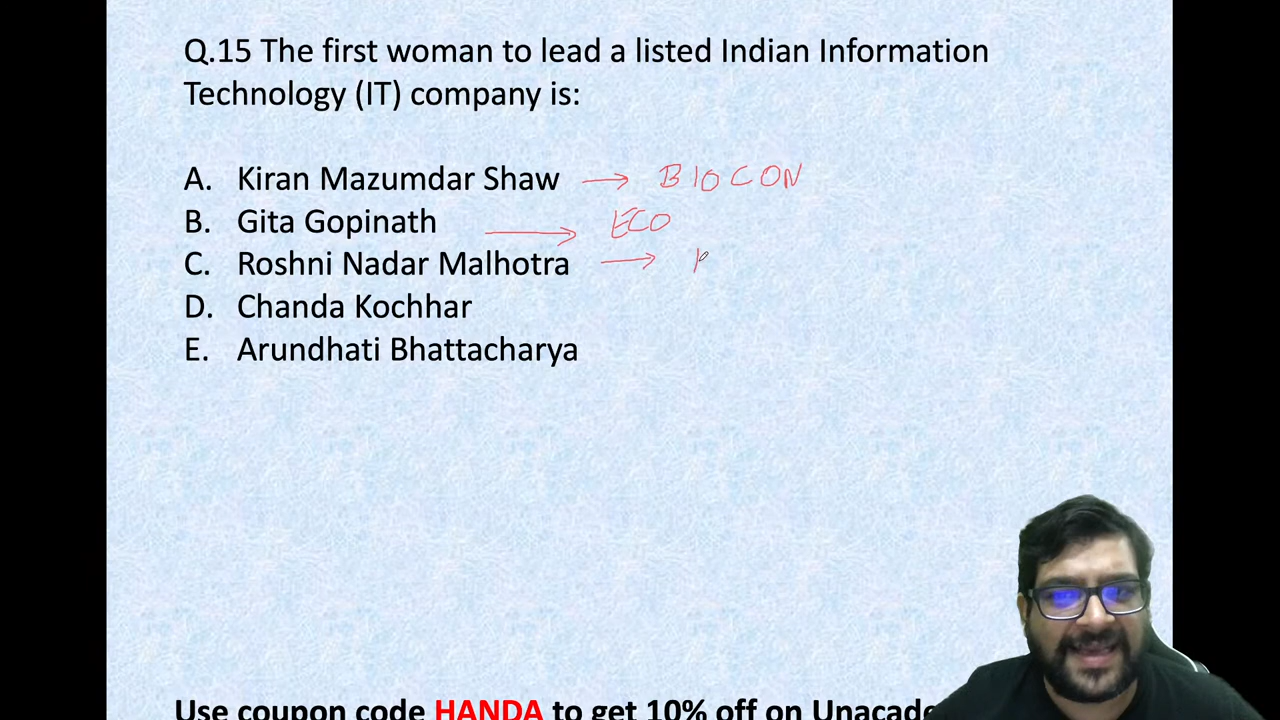 Q.15 The first woman to lead a listed Indian Information
Technology (IT) company is:
A. Kiran Mazumdar Shaw → BIOCON
B. Gita Gopinath → ECO
C. Roshni Nadar Malhotra →
D. Chanda Kochhar
E. Arundhati Bhattacharya
Use coupon code HANDA to get 10% off on